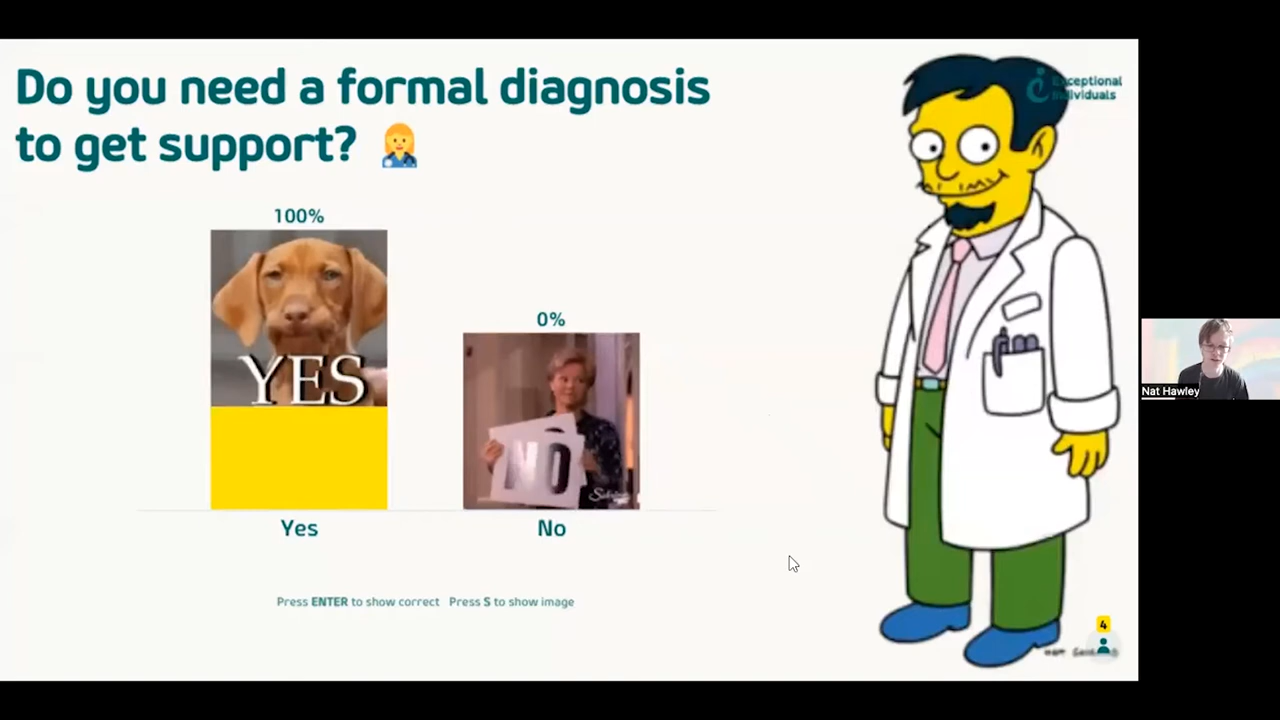 Do you need a formal diagnosis
to get support?
Exceptional
Individuals
100%
YES
0%
NO
Yes
No
Press ENTER to show correct Press S to show image
4
Nat Hawley